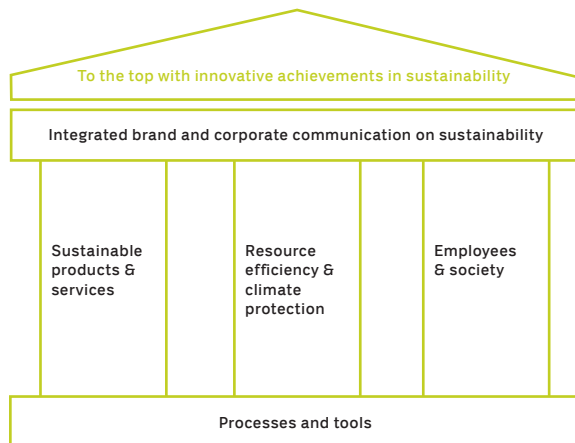 To the top with innovative achievements in sustainability
Integrated brand and corporate communication on sustainability
Sustainable
products &
services
Resource
efficiency &
climate
protection
Employees
& society
Processes and tools